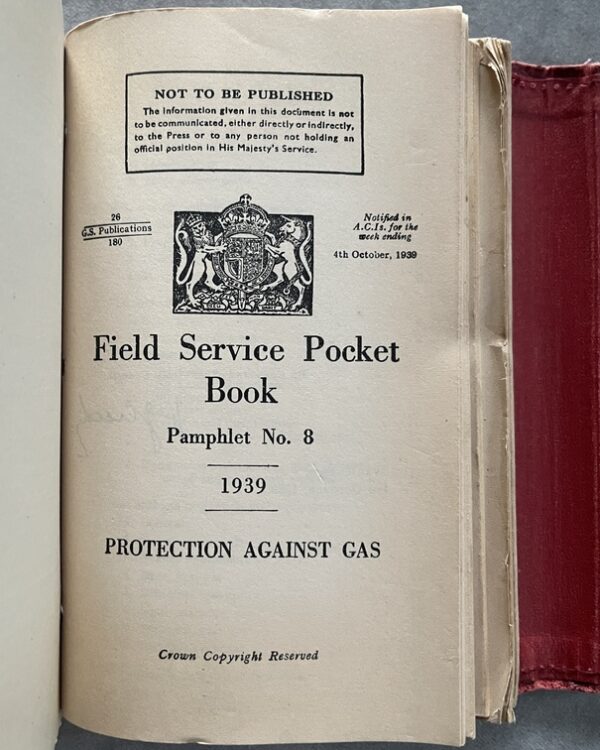 NOT TO BE PUBLISHED
The information given in this document is not
to be communicated, either directly or indirectly,
to the Press or to any person not holding an
official position in His Majesty's Service.
26
G.S. Publications
180
Notified in
A.C.Is. for the
week ending
4th October, 1939
Field Service Pocket
Book
Pamphlet No. 8
1939
PROTECTION AGAINST GAS
Crown Copyright Reserved